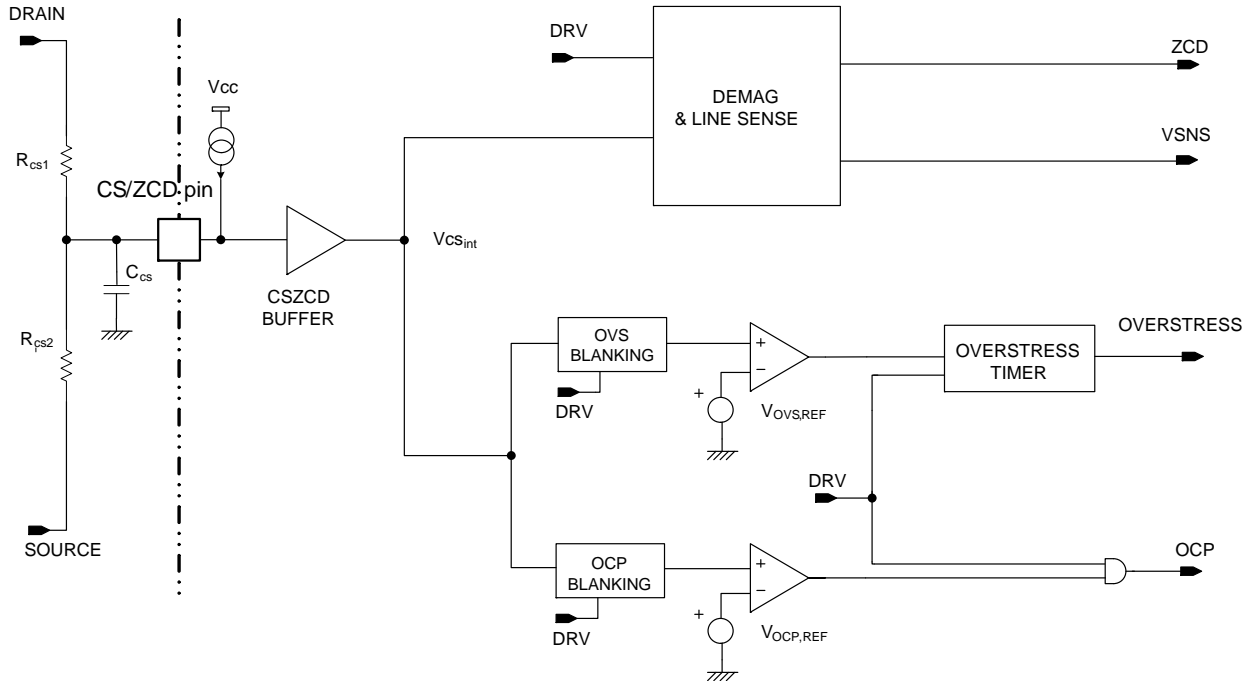 DRAIN
DRV
ZCD
Vcc
DEMAG
& LINE SENSE
VSNS
Rcs1
CS/ZCD pin
Vcsint
Ccs
CSZCD
BUFFER
Rcs2
OVS
BLANKING
+
−
OVERSTRESS
OVERSTRESS
TIMER
DRV
+
VOVS,REF
DRV
SOURCE
OCP
BLANKING
+
−
OCP
DRV
+
VOCP,REF